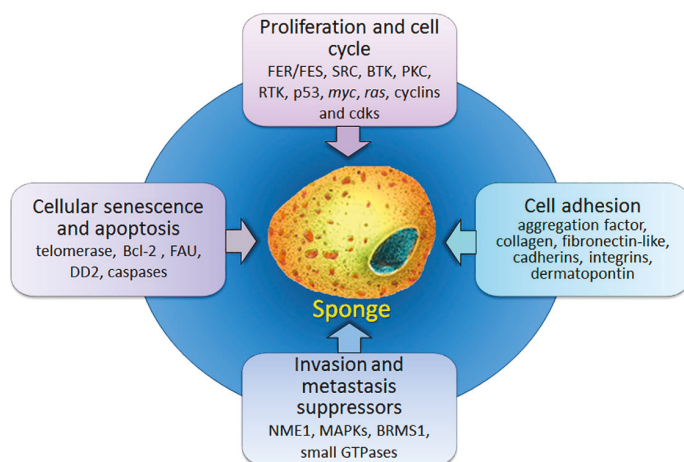 Proliferation and cell
cycle
FER/FES, SRC, BTK, PKC,
RTK, p53, myc, ras, cyclins
and cdks
Cellular senescence
and apoptosis
telomerase, Bcl-2 , FAU,
DD2, caspases
Cell adhesion
aggregation factor,
collagen, fibronectin-like,
cadherins, integrins,
dermatopontin
Sponge
Invasion and
metastasis
suppressors
NME1, MAPKs, BRMS1,
small GTPases